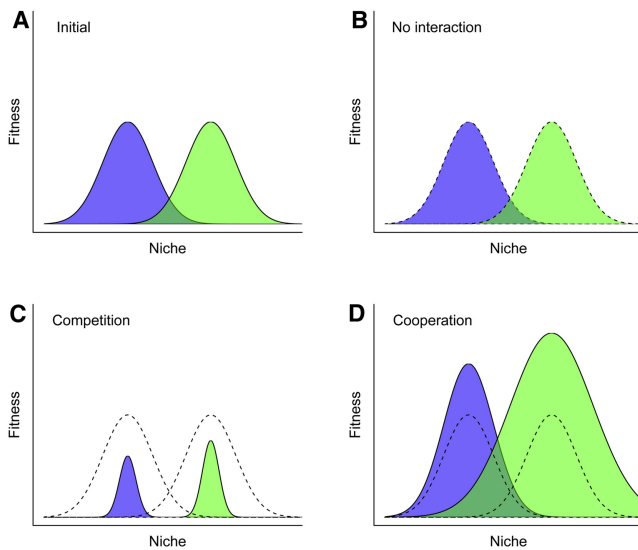 A
Initial
Fitness
Niche
B
No interaction
Fitness
Niche
C
Competition
Fitness
Niche
D
Cooperation
Fitness
Niche